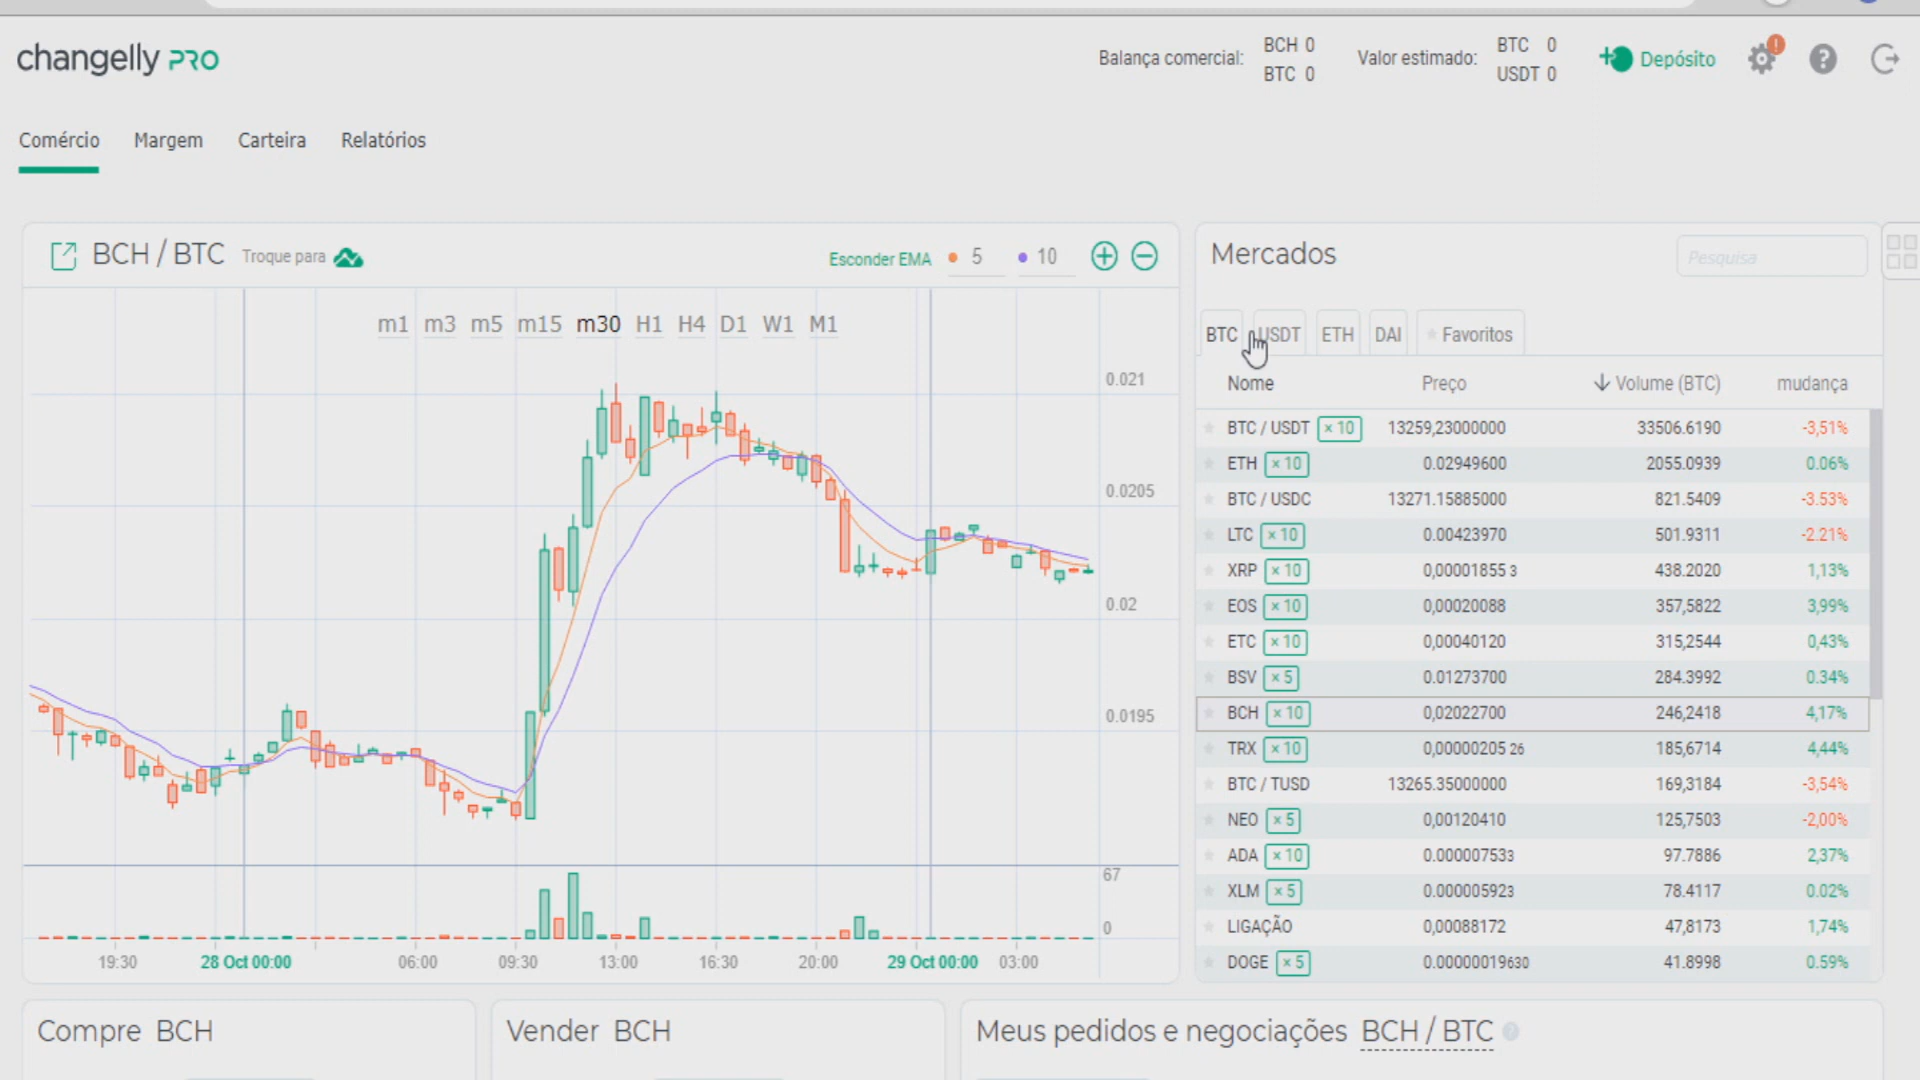 changelly PRO
Balança comercial: BCH 0 BTC 0
Valor estimado: BTC 0 USDT 0
Depósito
Comércio Margem Carteira Relatórios
BCH / BTC Troque para
Esconder EMA 5 10
m1 m3 m5 m15 m30 H1 H4 D1 W1 M1
0.021
0.0205
0.02
0.0195
67
0
19:30 28 Oct 00:00 06:00 09:30 13:00 16:30 20:00 29 Oct 00:00 03:00
Mercados
Pesquisa
BTC USDT ETH DAI Favoritos
Nome Preço Volume (BTC) mudança
BTC / USDT × 10 13259,23000000 33506.6190 -3,51%
ETH × 10 0.02949600 2055.0939 0.06%
BTC / USDC 13271.15885000 821.5409 -3.53%
LTC × 10 0.00423970 501.9311 -2.21%
XRP × 10 0,00001855 3 438.2020 1,13%
EOS × 10 0,00020088 357,5822 3,99%
ETC × 10 0,00040120 315,2544 0,43%
BSV × 5 0.01273700 284.3992 0.34%
BCH × 10 0,02022700 246,2418 4,17%
TRX × 10 0,00000205 26 185,6714 4,44%
BTC / TUSD 13265.35000000 169,3184 -3,54%
NEO × 5 0,00120410 125,7503 -2,00%
ADA × 10 0.000007533 97.7886 2,37%
XLM × 5 0.0000005923 78.4117 0.02%
LIGAÇÃO 0,00088172 47,8173 1,74%
DOGE × 5 0.00000019630 41.8998 0.59%
Compre BCH
Vender BCH
Meus pedidos e negociações BCH / BTC